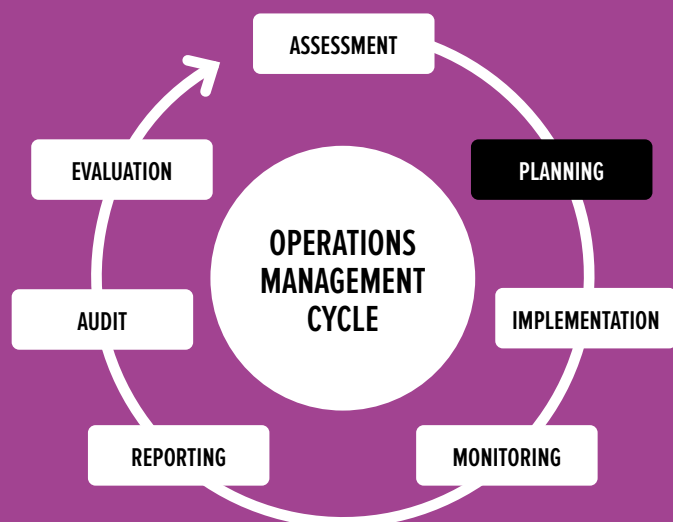 ASSESSMENT
PLANNING
IMPLEMENTATION
MONITORING
REPORTING
AUDIT
EVALUATION
OPERATIONS
MANAGEMENT
CYCLE